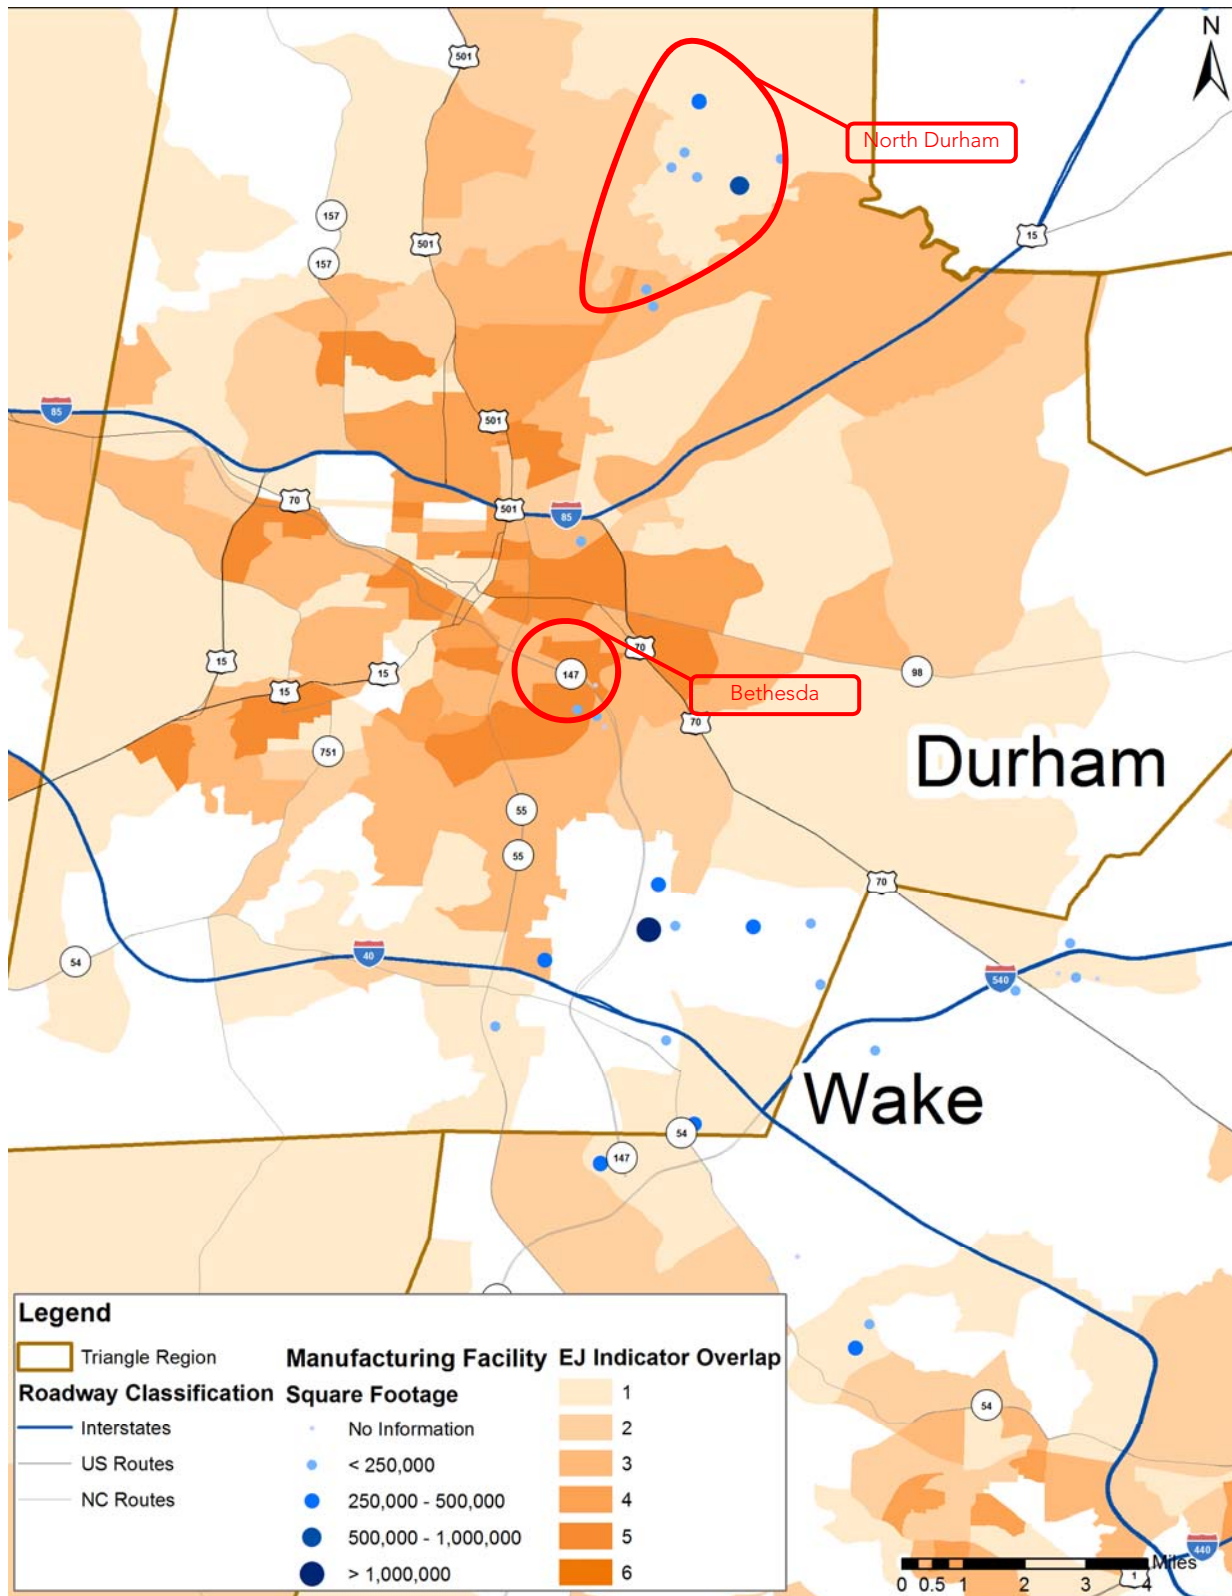 N
501
North Durham
157
15
501
157
85
501
70
501
85
70
147
15
98
15
15
Bethesda
70
751
Durham
55
55
70
54
40
540
Wake
54
147
54
440
1
Legend
Triangle Region
Roadway Classification
Interstates
US Routes
NC Routes
Manufacturing Facility
Square Footage
No Information
< 250,000
250,000 - 500,000
500,000 - 1,000,000
> 1,000,000
EJ Indicator Overlap
1
2
3
4
5
6
Miles
0 0.5 1 2 3 4